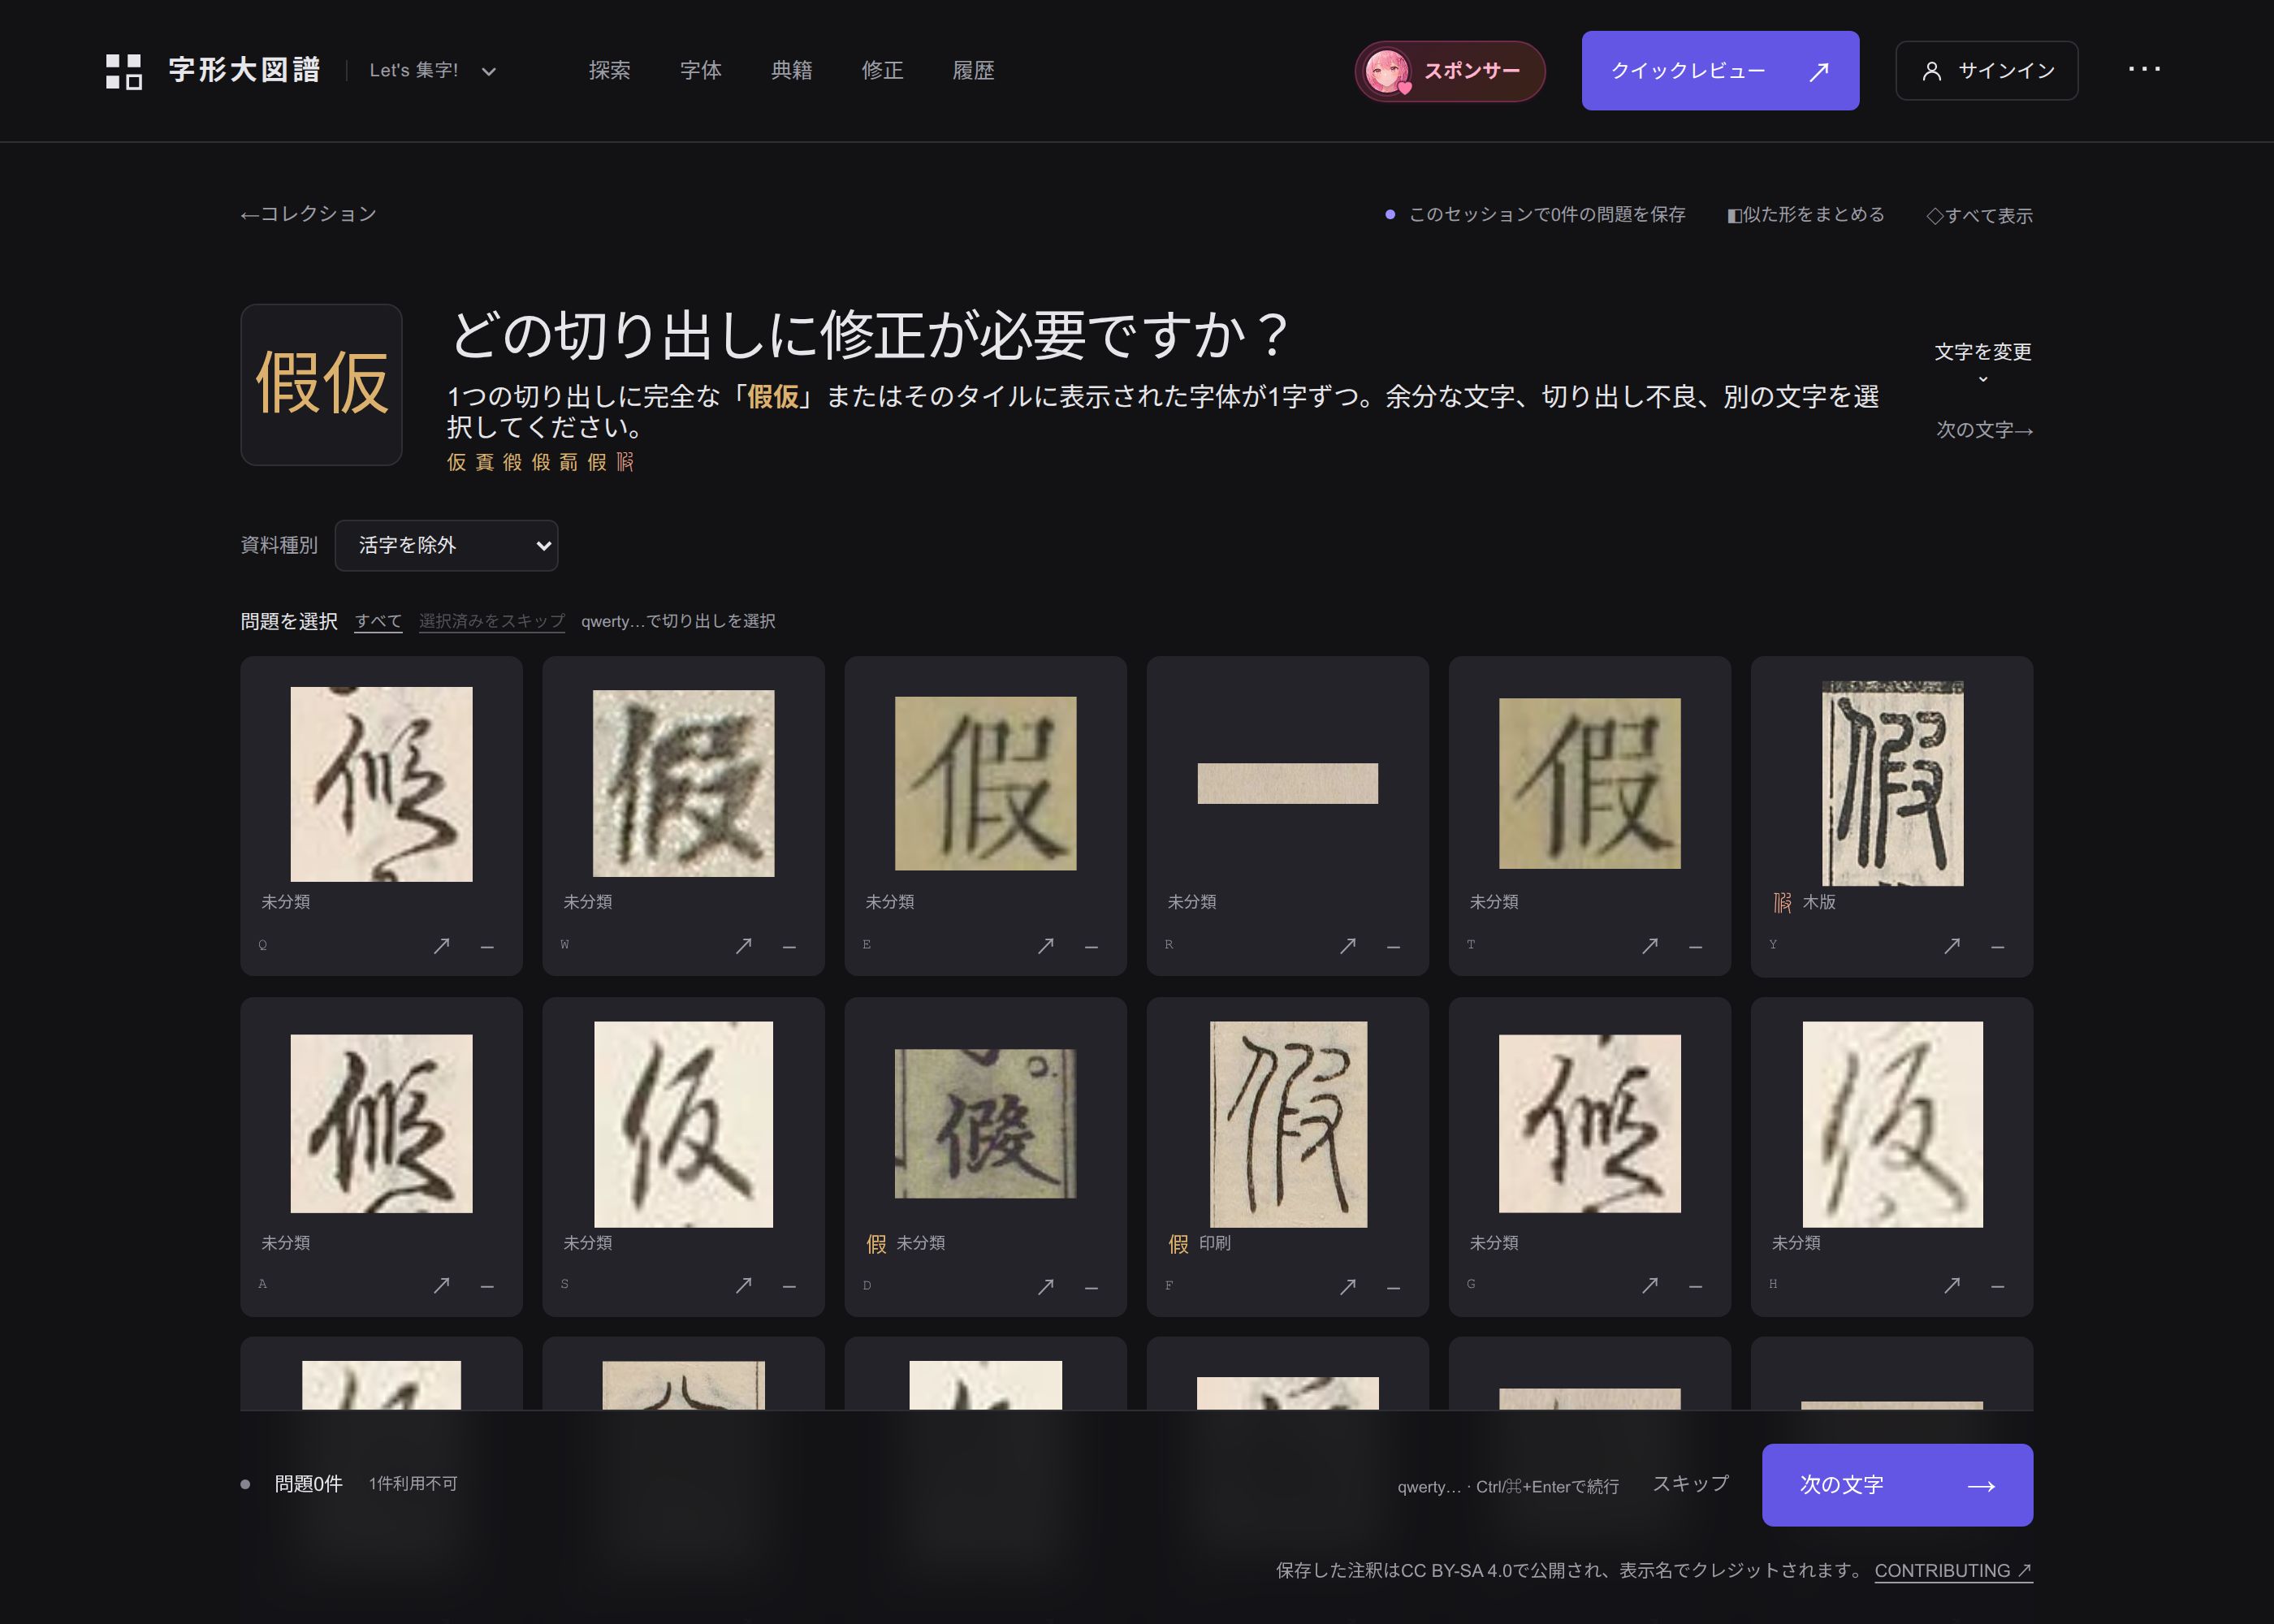 字形大図譜 Let's 集字! 探索 字体 典籍 修正 履歴 スポンサー クイックレビュー ↗ サインイン ···
←コレクション このセッションで0件の問題を保存 ◧似た形をまとめる ◇すべて表示
假仮
どの切り出しに修正が必要ですか？
1つの切り出しに完全な「假仮」またはそのタイルに表示された字体が1字ずつ。余分な文字、切り出し不良、別の文字を選
択してください。
文字を変更
次の文字→
資料種別 活字を除外
問題を選択 すべて 選択済みをスキップ qwerty…で切り出しを選択
假 假 假 假 假
未分類 未分類 未分類 未分類 未分類 假 木版
Q ↗ – W ↗ – E ↗ – R ↗ – T ↗ – Y ↗ –
假 仮 假 假 假 仮
未分類 未分類 假 未分類 假 印刷 未分類 未分類
A ↗ – S ↗ – D ↗ – F ↗ – G ↗ – H ↗ –
問題0件 1件利用不可 qwerty… · Ctrl/⌘+Enterで続行 スキップ 次の文字 →
保存した注釈はCC BY-SA 4.0で公開され、表示名でクレジットされます。 CONTRIBUTING ↗